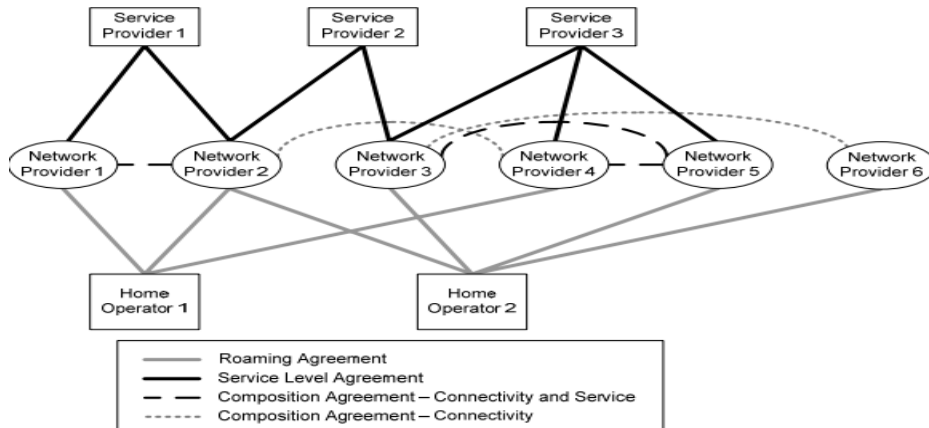 Service
Provider 1
Service
Provider 2
Service
Provider 3
Network
Provider 1
Network
Provider 2
Network
Provider 3
Network
Provider 4
Network
Provider 5
Network
Provider 6
Home
Operator 1
Home
Operator 2
Roaming Agreement
Service Level Agreement
Composition Agreement – Connectivity and Service
Composition Agreement – Connectivity